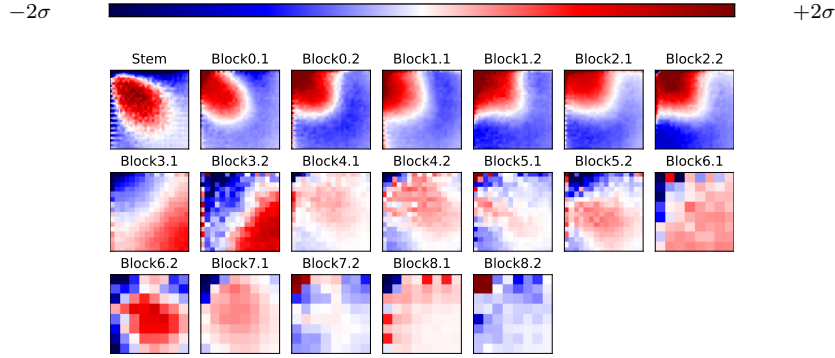 −2σ +2σ
Stem Block0.1 Block0.2 Block1.1 Block1.2 Block2.1 Block2.2
Block3.1 Block3.2 Block4.1 Block4.2 Block5.1 Block5.2 Block6.1
Block6.2 Block7.1 Block7.2 Block8.1 Block8.2